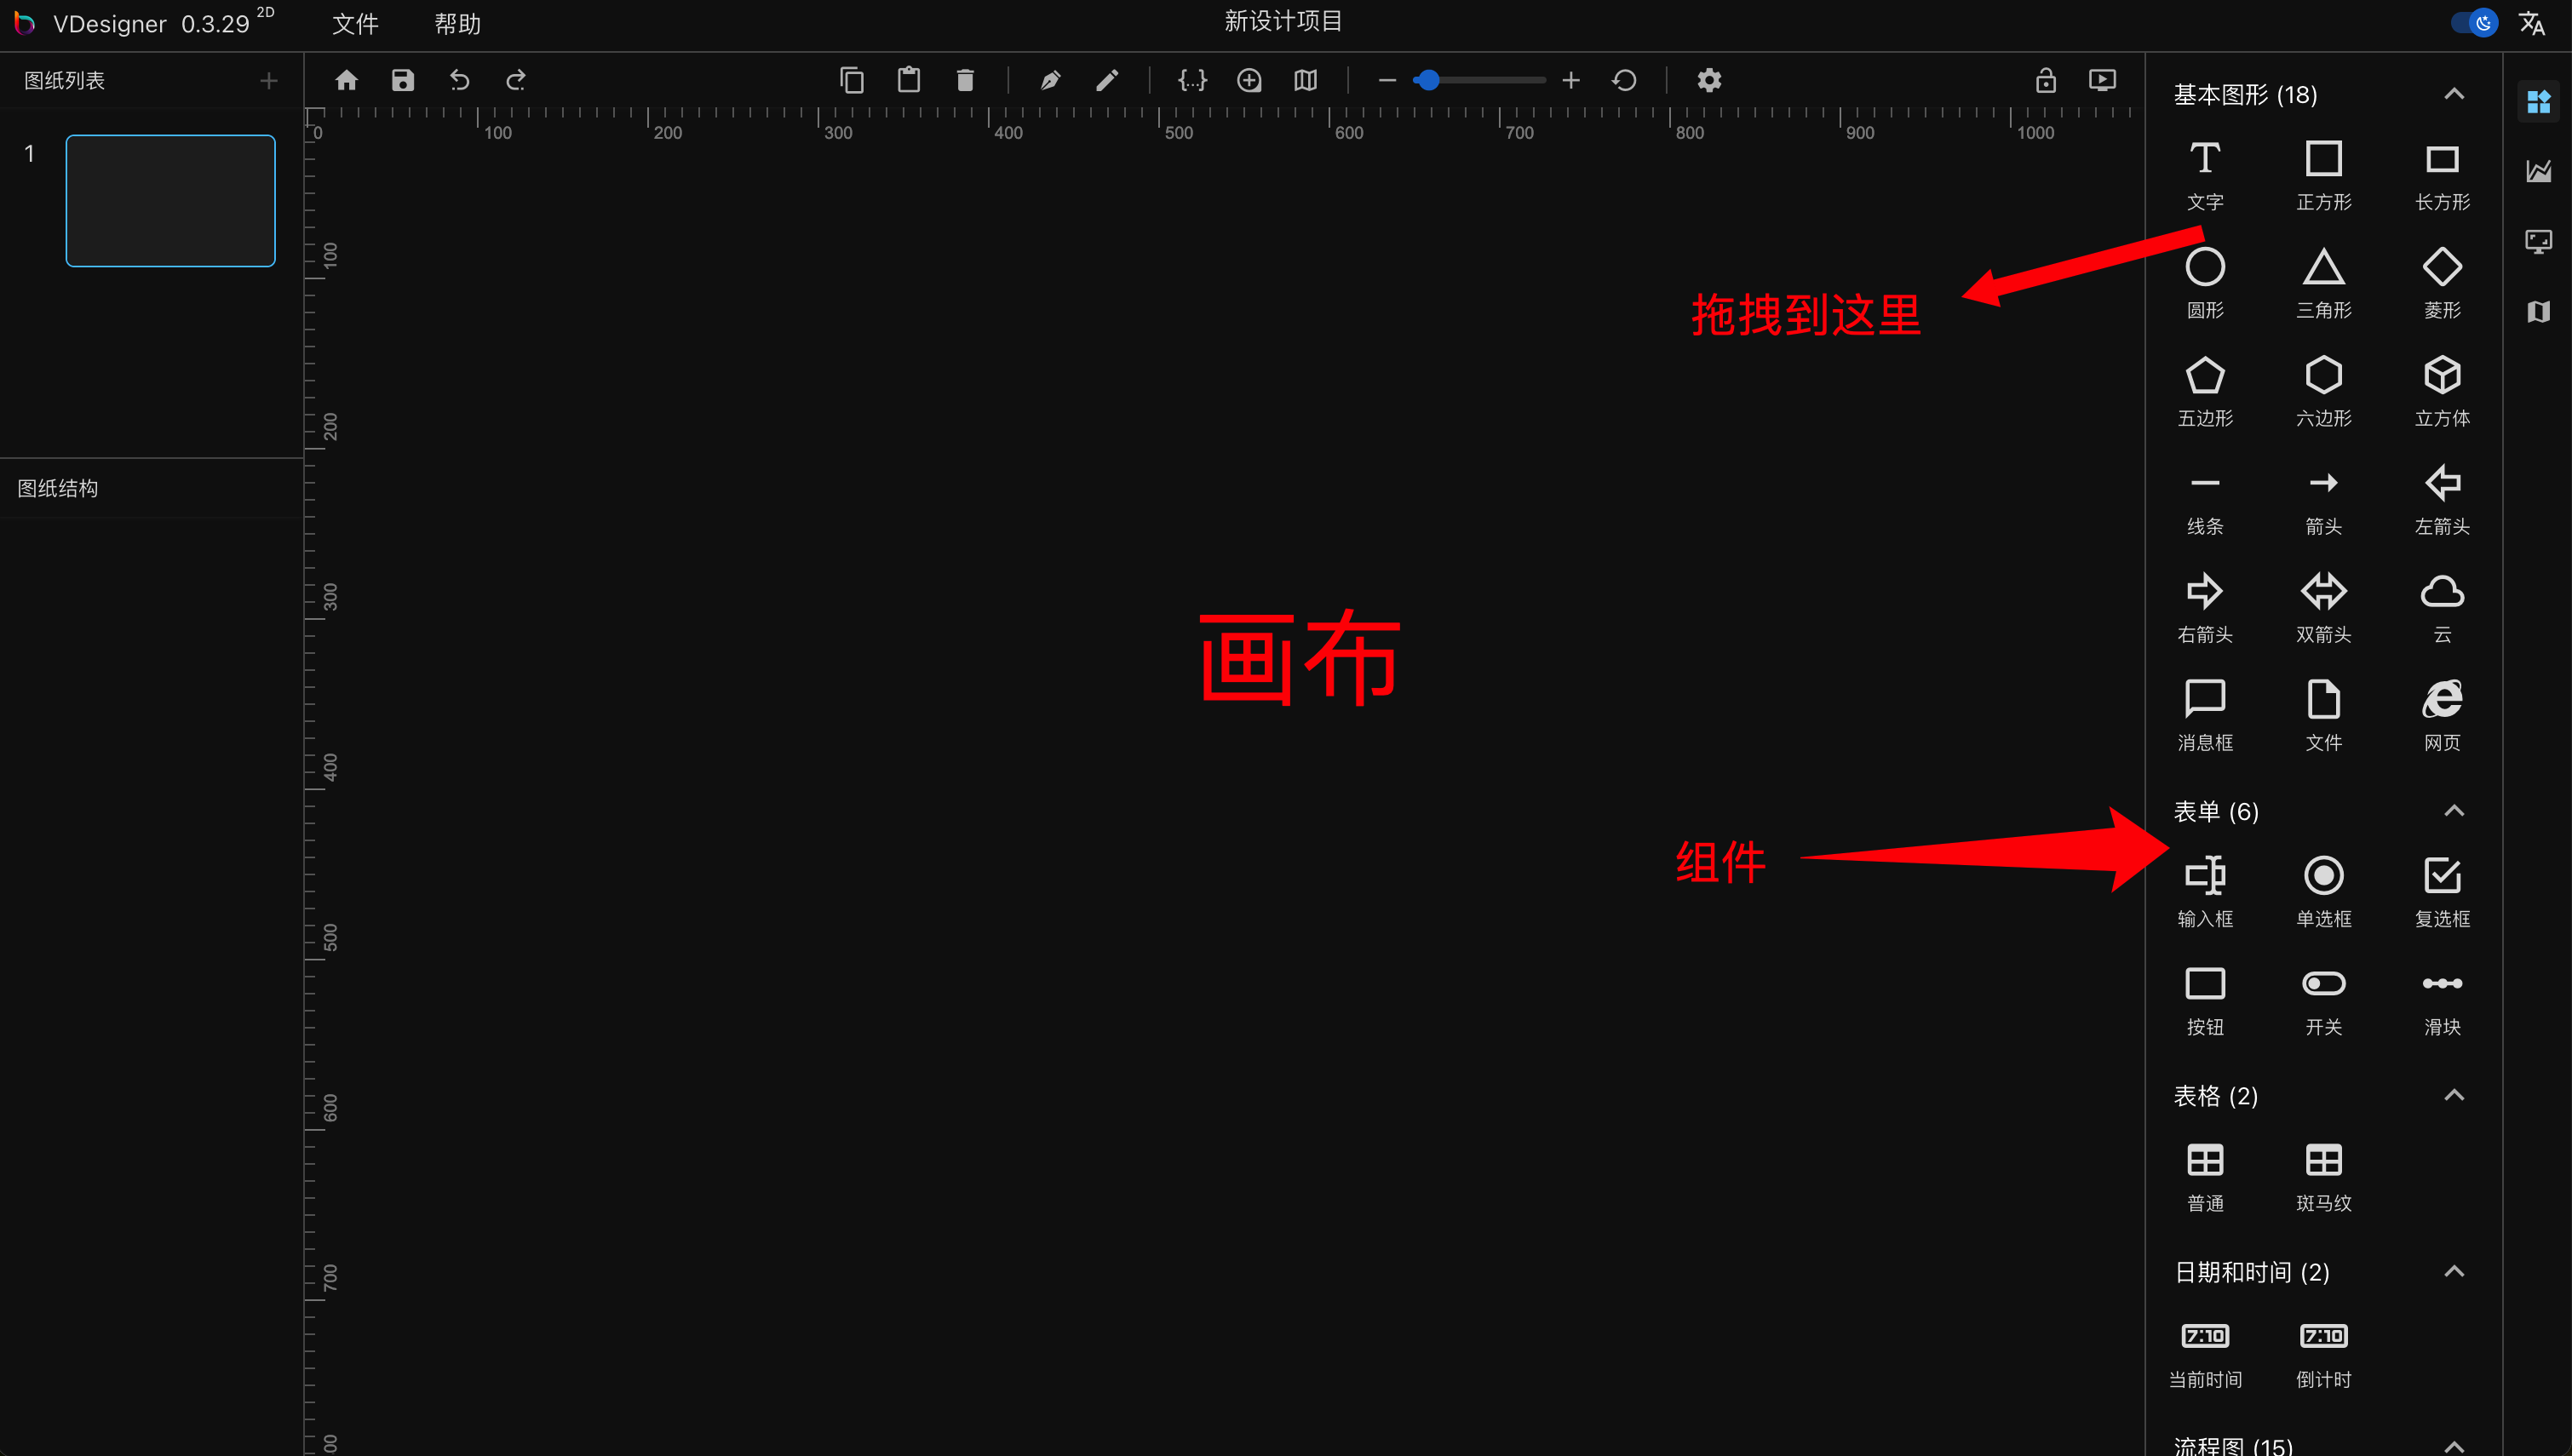 VDesigner 0.3.29 2D
文件
帮助
新设计项目
图纸列表
1
图纸结构
0 100 200 300 400 500 600 700 800 900 1000
100
200
300
400
500
600
700
00
拖拽到这里
画布
组件
基本图形 (18)
文字 正方形 长方形
圆形 三角形 菱形
五边形 六边形 立方体
线条 箭头 左箭头
右箭头 双箭头 云
消息框 文件 网页
表单 (6)
输入框 单选框 复选框
按钮 开关 滑块
表格 (2)
普通 斑马纹
日期和时间 (2)
7:10 7:10
当前时间 倒计时
流程图 (15)